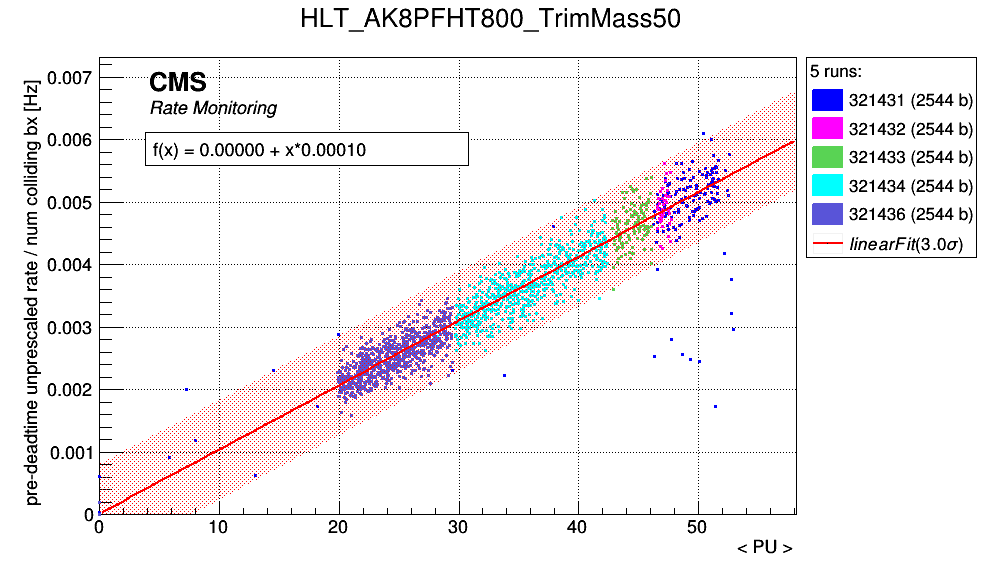 HLT_AK8PFHT800_TrimMass50
pre-deadtime unprescaled rate / num colliding bx [Hz]
0.007
0.006
0.005
0.004
0.003
0.002
0.001
0
CMS
Rate Monitoring
f(x) = 0.00000 + x*0.00010
0 10 20 30 40 50
< PU >
5 runs:
321431 (2544 b)
321432 (2544 b)
321433 (2544 b)
321434 (2544 b)
321436 (2544 b)
linearFit(3.0σ)